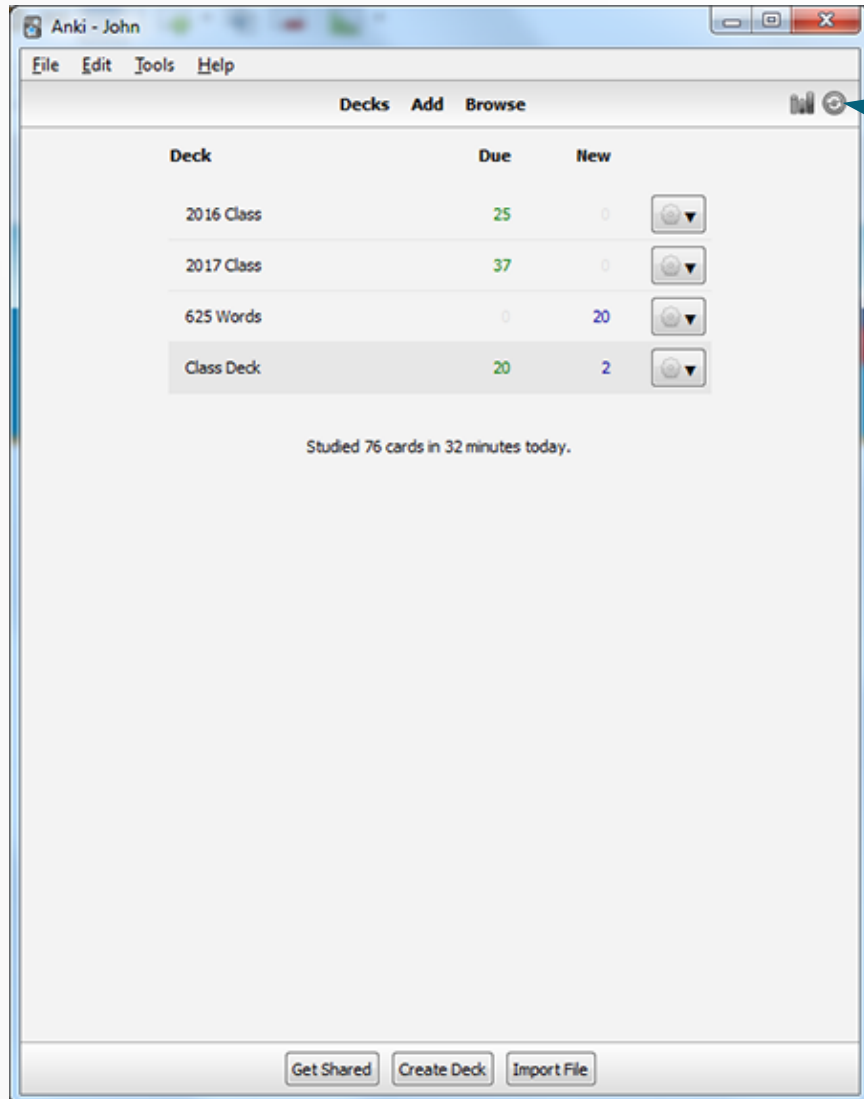 Anki - John
File Edit Tools Help
Decks Add Browse
Deck Due New
2016 Class 25 0
2017 Class 37 0
625 Words 0 20
Class Deck 20 2
Studied 76 cards in 32 minutes today.
Get Shared Create Deck Import File